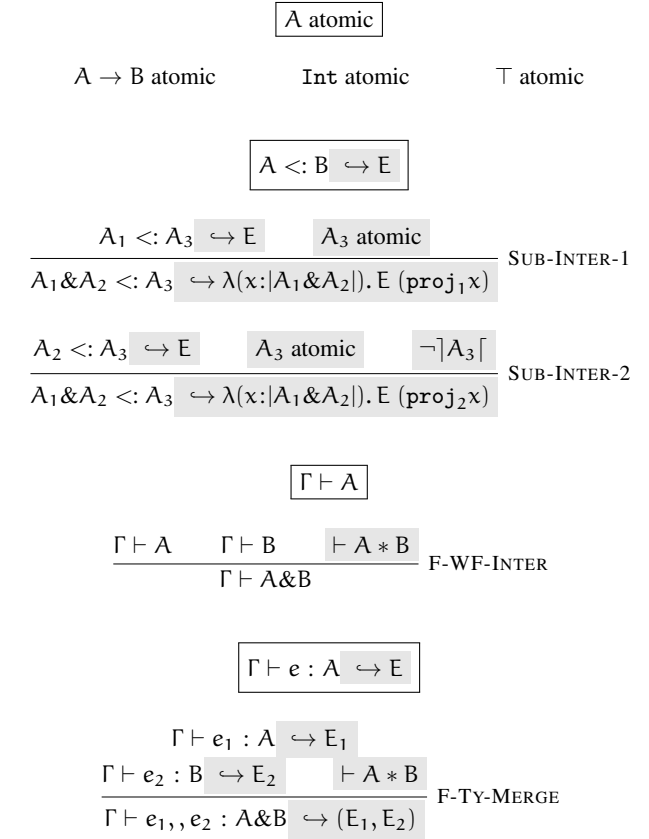 A atomic
A → B atomic Int atomic ⊤ atomic
A <: B ↪ E
A₁ <: A₃ ↪ E A₃ atomic
A₁&A₂ <: A₃ ↪ λ(x:|A₁&A₂|). E (proj₁x) SUB-INTER-1
A₂ <: A₃ ↪ E A₃ atomic ¬⌉A₃⌈
A₁&A₂ <: A₃ ↪ λ(x:|A₁&A₂|). E (proj₂x) SUB-INTER-2
Γ ⊢ A
Γ ⊢ A Γ ⊢ B ⊢ A ∗ B
Γ ⊢ A&B F-WF-INTER
Γ ⊢ e : A ↪ E
Γ ⊢ e₁ : A ↪ E₁
Γ ⊢ e₂ : B ↪ E₂ ⊢ A ∗ B
Γ ⊢ e₁,,e₂ : A&B ↪ (E₁, E₂) F-TY-MERGE